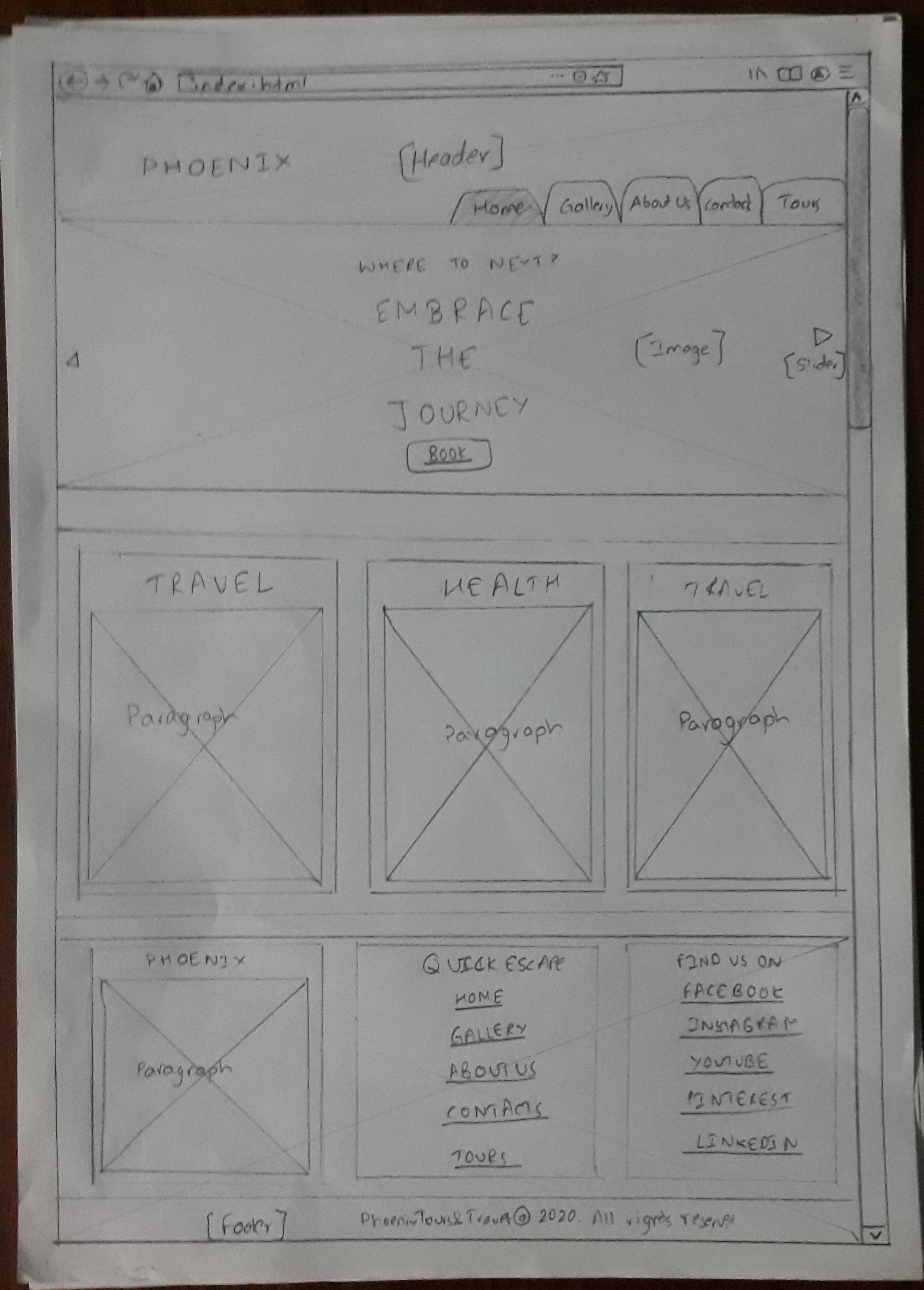 index.html
PHOENIX [Header]
Home Gallery About Us Contact Tours
WHERE TO NEXT?
EMBRACE
THE
JOURNEY
[Image]
[Slider]
BOOK
TRAVEL HEALTH TRAVEL
Paragraph Paragraph Paragraph
PHOENIX
Paragraph
QUICK ESCAPE
HOME
GALLERY
ABOUT US
CONTACTS
TOURS
FIND US ON
FACEBOOK
INSTAGRAM
YOUTUBE
PINTEREST
LINKEDIN
[Footer] PhoenixTours&Travel@ 2020. All rights reserved